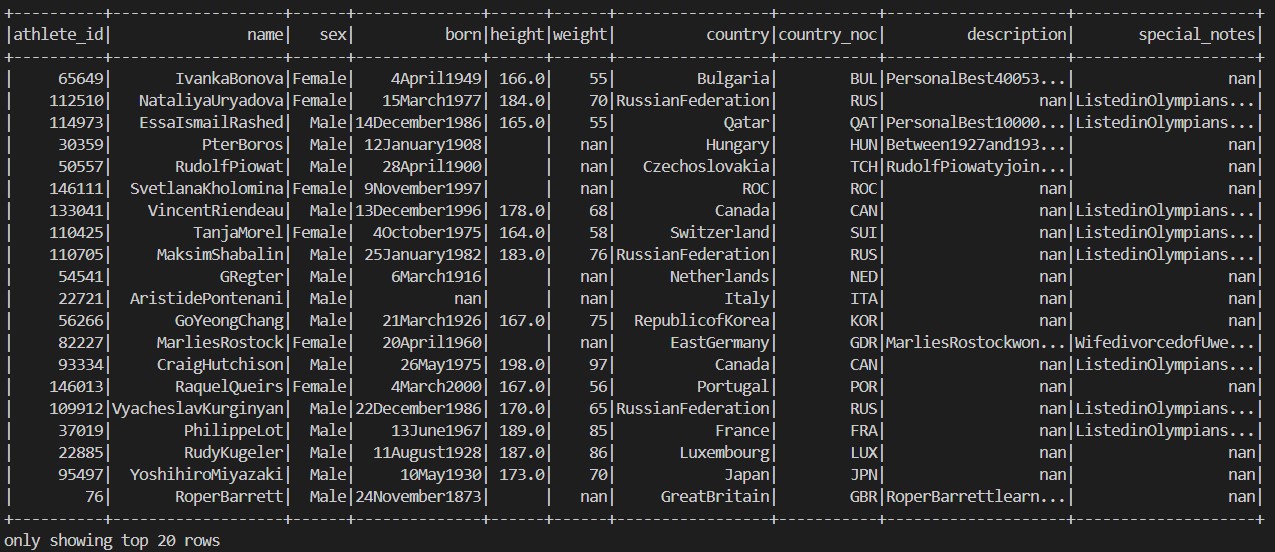 +----------+------------------+------+--------------+------+------+-----------------+-----------+--------------------+--------------------+
|athlete_id|              name|   sex|          born|height|weight|          country|country_noc|         description|       special_notes|
+----------+------------------+------+--------------+------+------+-----------------+-----------+--------------------+--------------------+
|     65649|      IvankaBonova|Female|    4April1949| 166.0|    55|         Bulgaria|        BUL|PersonalBest40053...|                 nan|
|    112510|  NataliyaUryadova|Female|   15March1977| 184.0|    70|RussianFederation|        RUS|                 nan|ListedinOlympians...|
|    114973|   EssaIsmailRashed|  Male|14December1986| 165.0|    55|            Qatar|        QAT|PersonalBest10000...|ListedinOlympians...|
|     30359|        PterBoros|  Male| 12January1908|      |   nan|          Hungary|        HUN|Between1927and193...|                 nan|
|     50557|      RudolfPiowat|  Male|   28April1900|      |   nan|   Czechoslovakia|        TCH|RudolfPiowatyjoin...|                 nan|
|    146111| SvetlanaKholomina|Female| 9November1997|      |   nan|              ROC|        ROC|                 nan|                 nan|
|    133041|   VincentRiendeau|  Male|13December1996| 178.0|    68|           Canada|        CAN|                 nan|ListedinOlympians...|
|    110425|        TanjaMorel|Female|  4October1975| 164.0|    58|      Switzerland|        SUI|                 nan|ListedinOlympians...|
|    110705|    MaksimShabalin|  Male| 25January1982| 183.0|    76|RussianFederation|        RUS|                 nan|ListedinOlympians...|
|     54541|           GRegter|  Male|    6March1916|      |   nan|      Netherlands|        NED|                 nan|                 nan|
|     22721| AristidePontenani|  Male|           nan|      |   nan|            Italy|        ITA|                 nan|                 nan|
|     56266|       GoYeongChang|  Male|   21March1926| 167.0|    75|  RepublicofKorea|        KOR|                 nan|                 nan|
|     82227|    MarliesRostock|Female|   20April1960|      |   nan|      EastGermany|        GDR|MarliesRostockwon...|WifedivorcedofUwe...|
|     93334|    CraigHutchison|  Male|     26May1975| 198.0|    97|           Canada|        CAN|                 nan|ListedinOlympians...|
|    146013|      RaquelQueirs|Female|    4March2000| 167.0|    56|         Portugal|        POR|                 nan|                 nan|
|    109912|VyacheslavKurginyan|  Male|22December1986| 170.0|    65|RussianFederation|        RUS|                 nan|ListedinOlympians...|
|     37019|       PhilippeLot|  Male|    13June1967| 189.0|    85|           France|        FRA|                 nan|ListedinOlympians...|
|     22885|       RudyKugeler|  Male|  11August1928| 187.0|    86|       Luxembourg|        LUX|                 nan|                 nan|
|     95497|  YoshihiroMiyazaki|  Male|     10May1930| 173.0|    70|            Japan|        JPN|                 nan|                 nan|
|        76|      RoperBarrett|  Male|24November1873|      |   nan|     GreatBritain|        GBR|RoperBarrettlearn...|                 nan|
+----------+------------------+------+--------------+------+------+-----------------+-----------+--------------------+--------------------+
only showing top 20 rows